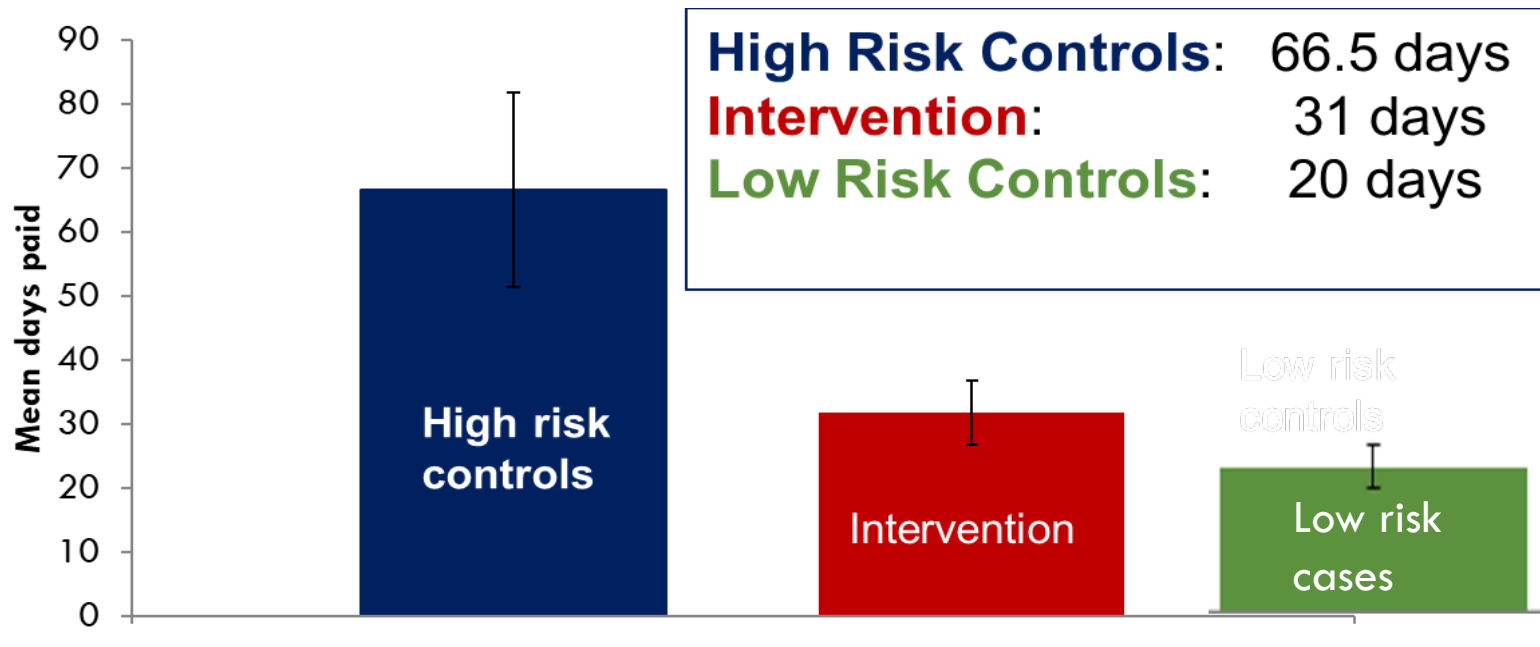 High Risk Controls: 66.5 days
Intervention: 31 days
Low Risk Controls: 20 days
90
80
70
60
50
40
30
20
10
0
Mean days paid
High risk
controls
Intervention
Low risk
controls
Low risk
cases